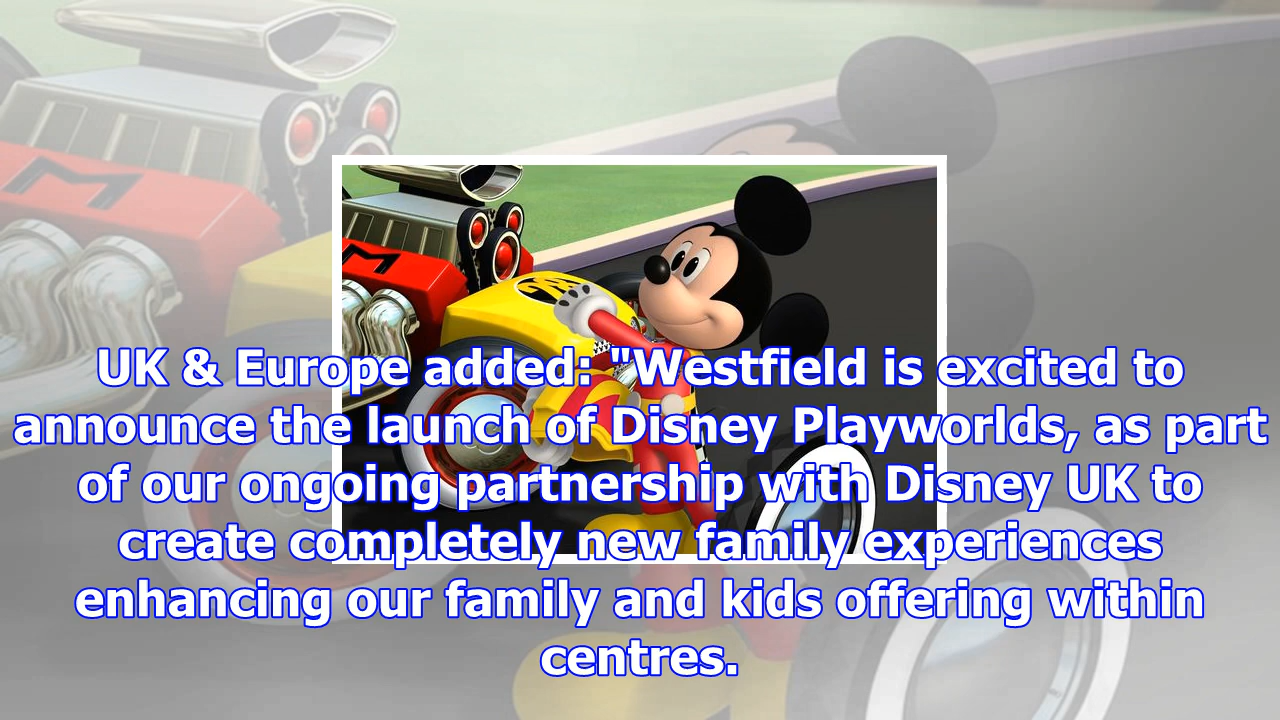 M
M
28
UK & Europe added: "Westfield is excited to
announce the launch of Disney Playworlds, as part
of our ongoing partnership with Disney UK to
create completely new family experiences
enhancing our family and kids offering within
centres.